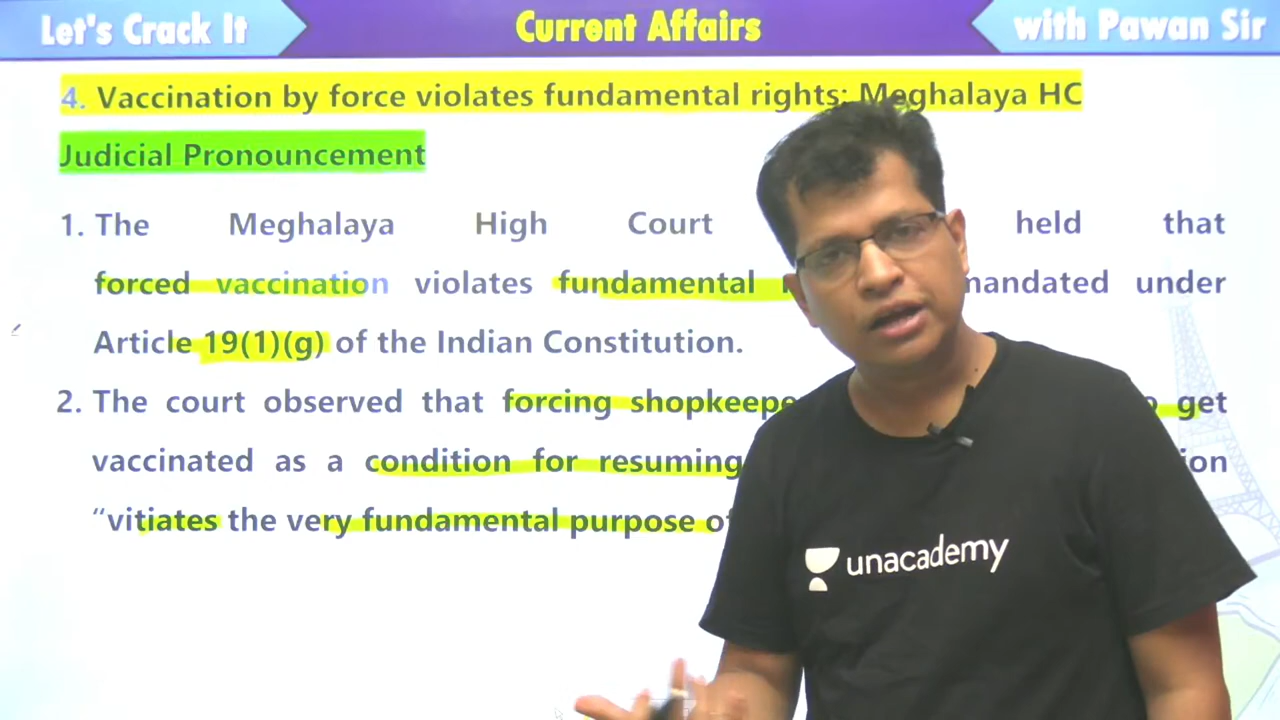 Let's Crack It
Current Affairs
with Pawan Sir
4. Vaccination by force violates fundamental rights: Meghalaya HC
Judicial Pronouncement
1. The Meghalaya High Court held that
forced vaccination violates fundamental mandated under
Article 19(1)(g) of the Indian Constitution.
2. The court observed that forcing get
vaccinated as a condition for resuming
“vitiates the very fundamental purpose of
unacademy